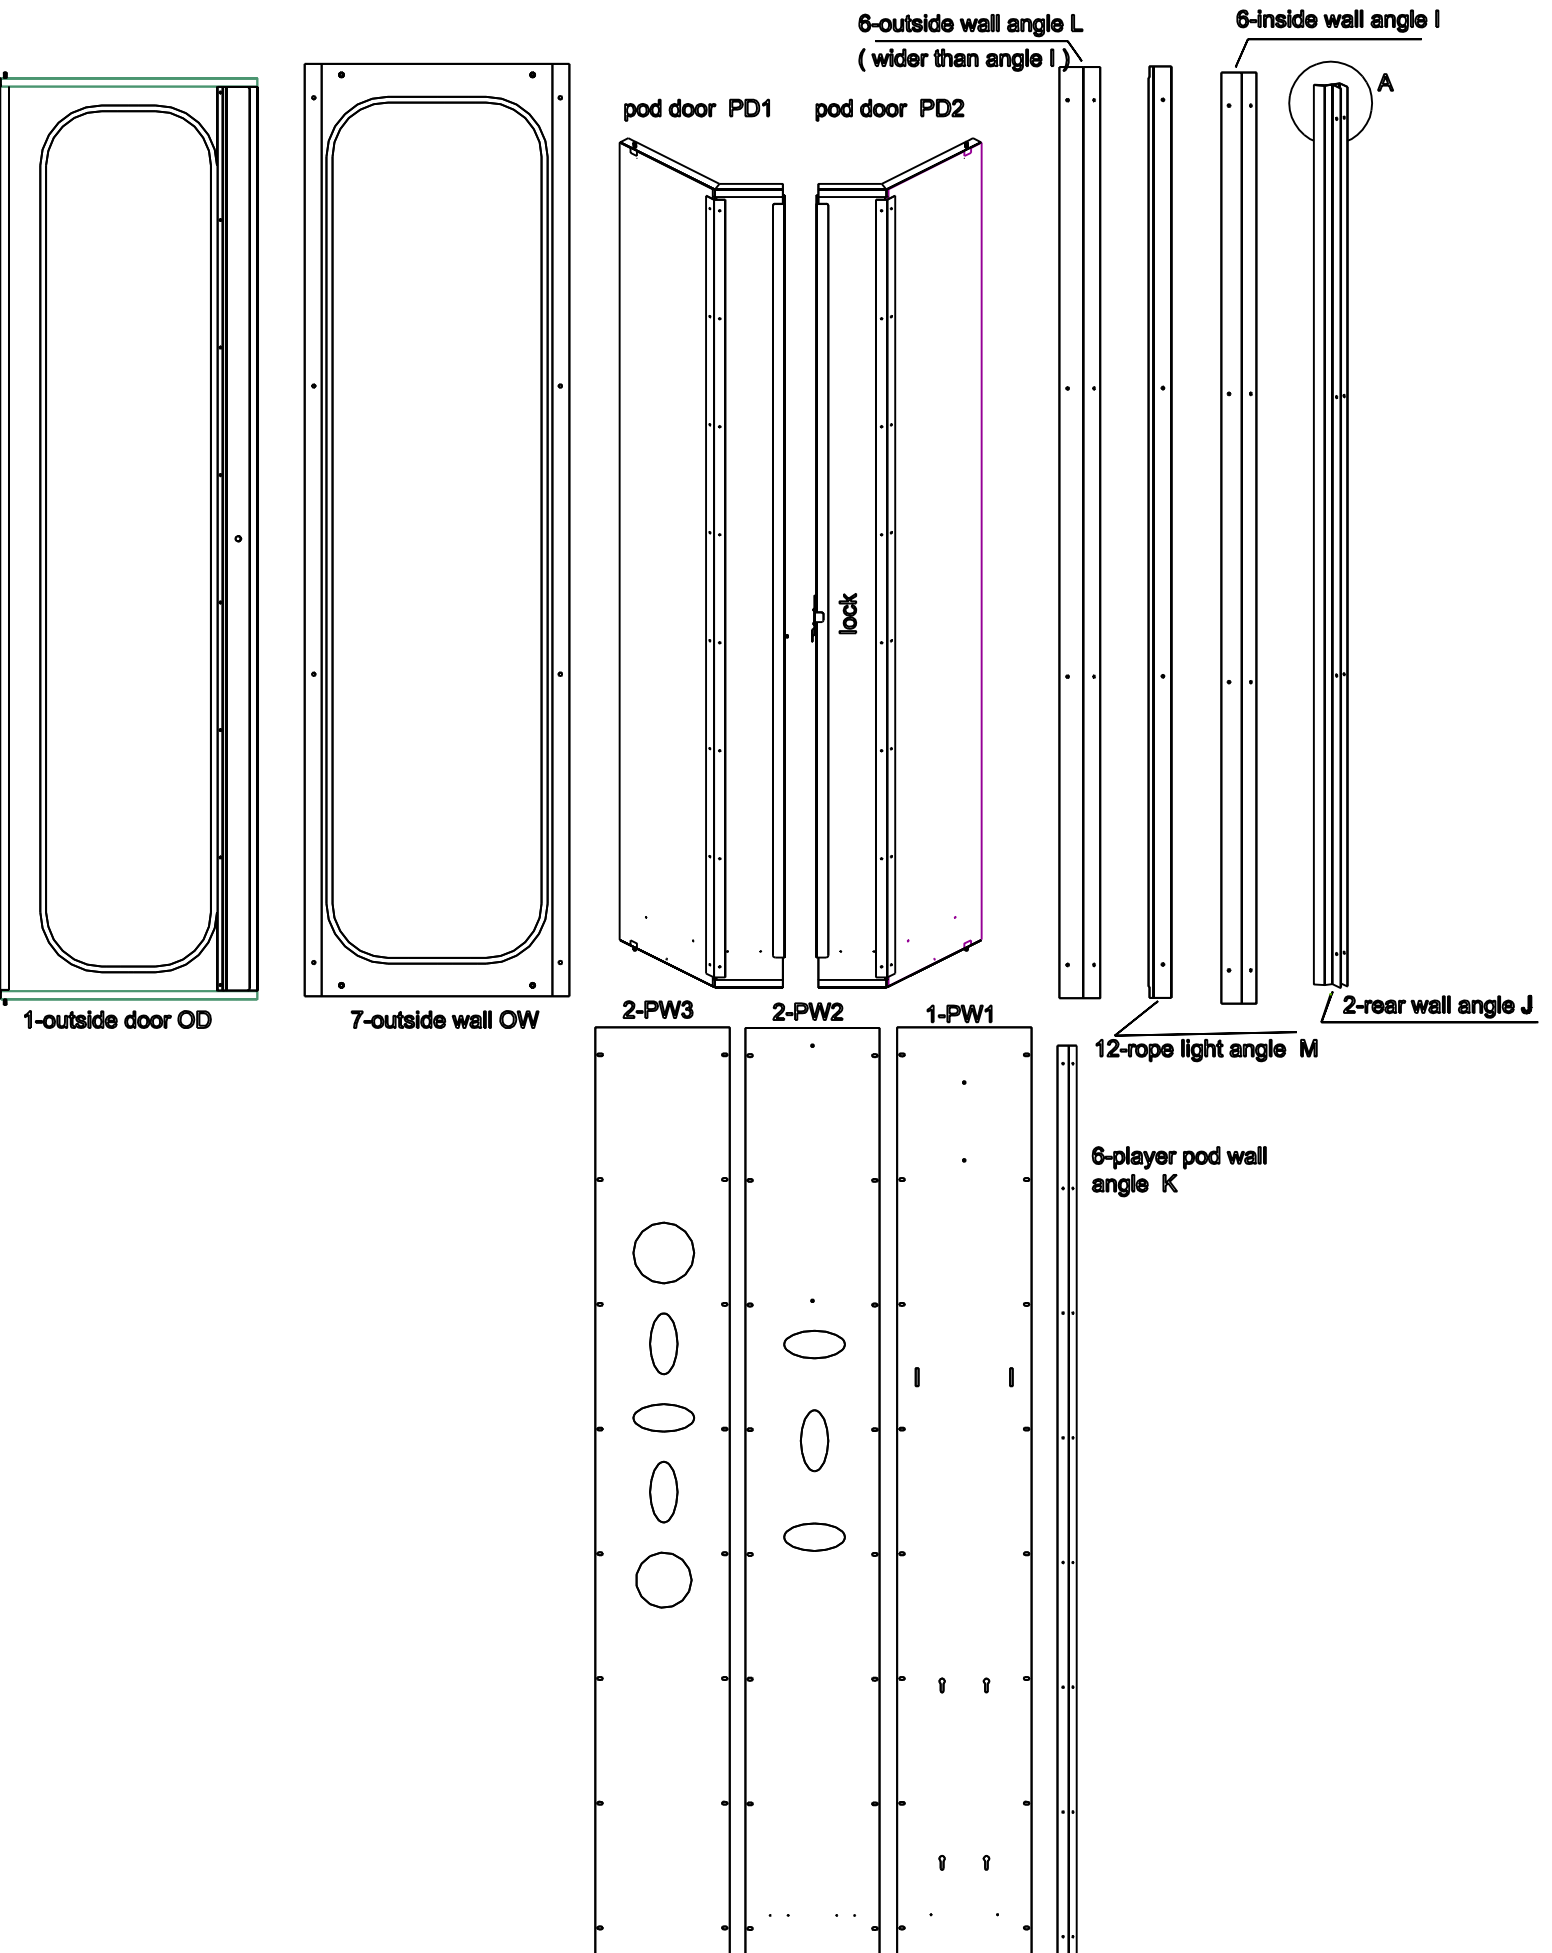 6-outside wall angle L
( wider than angle I )
6-inside wall angle I
A
pod door PD1
pod door PD2
lock
1-outside door OD
7-outside wall OW
2-PW3
2-PW2
1-PW1
2-rear wall angle J
12-rope light angle M
6-player pod wall
angle K